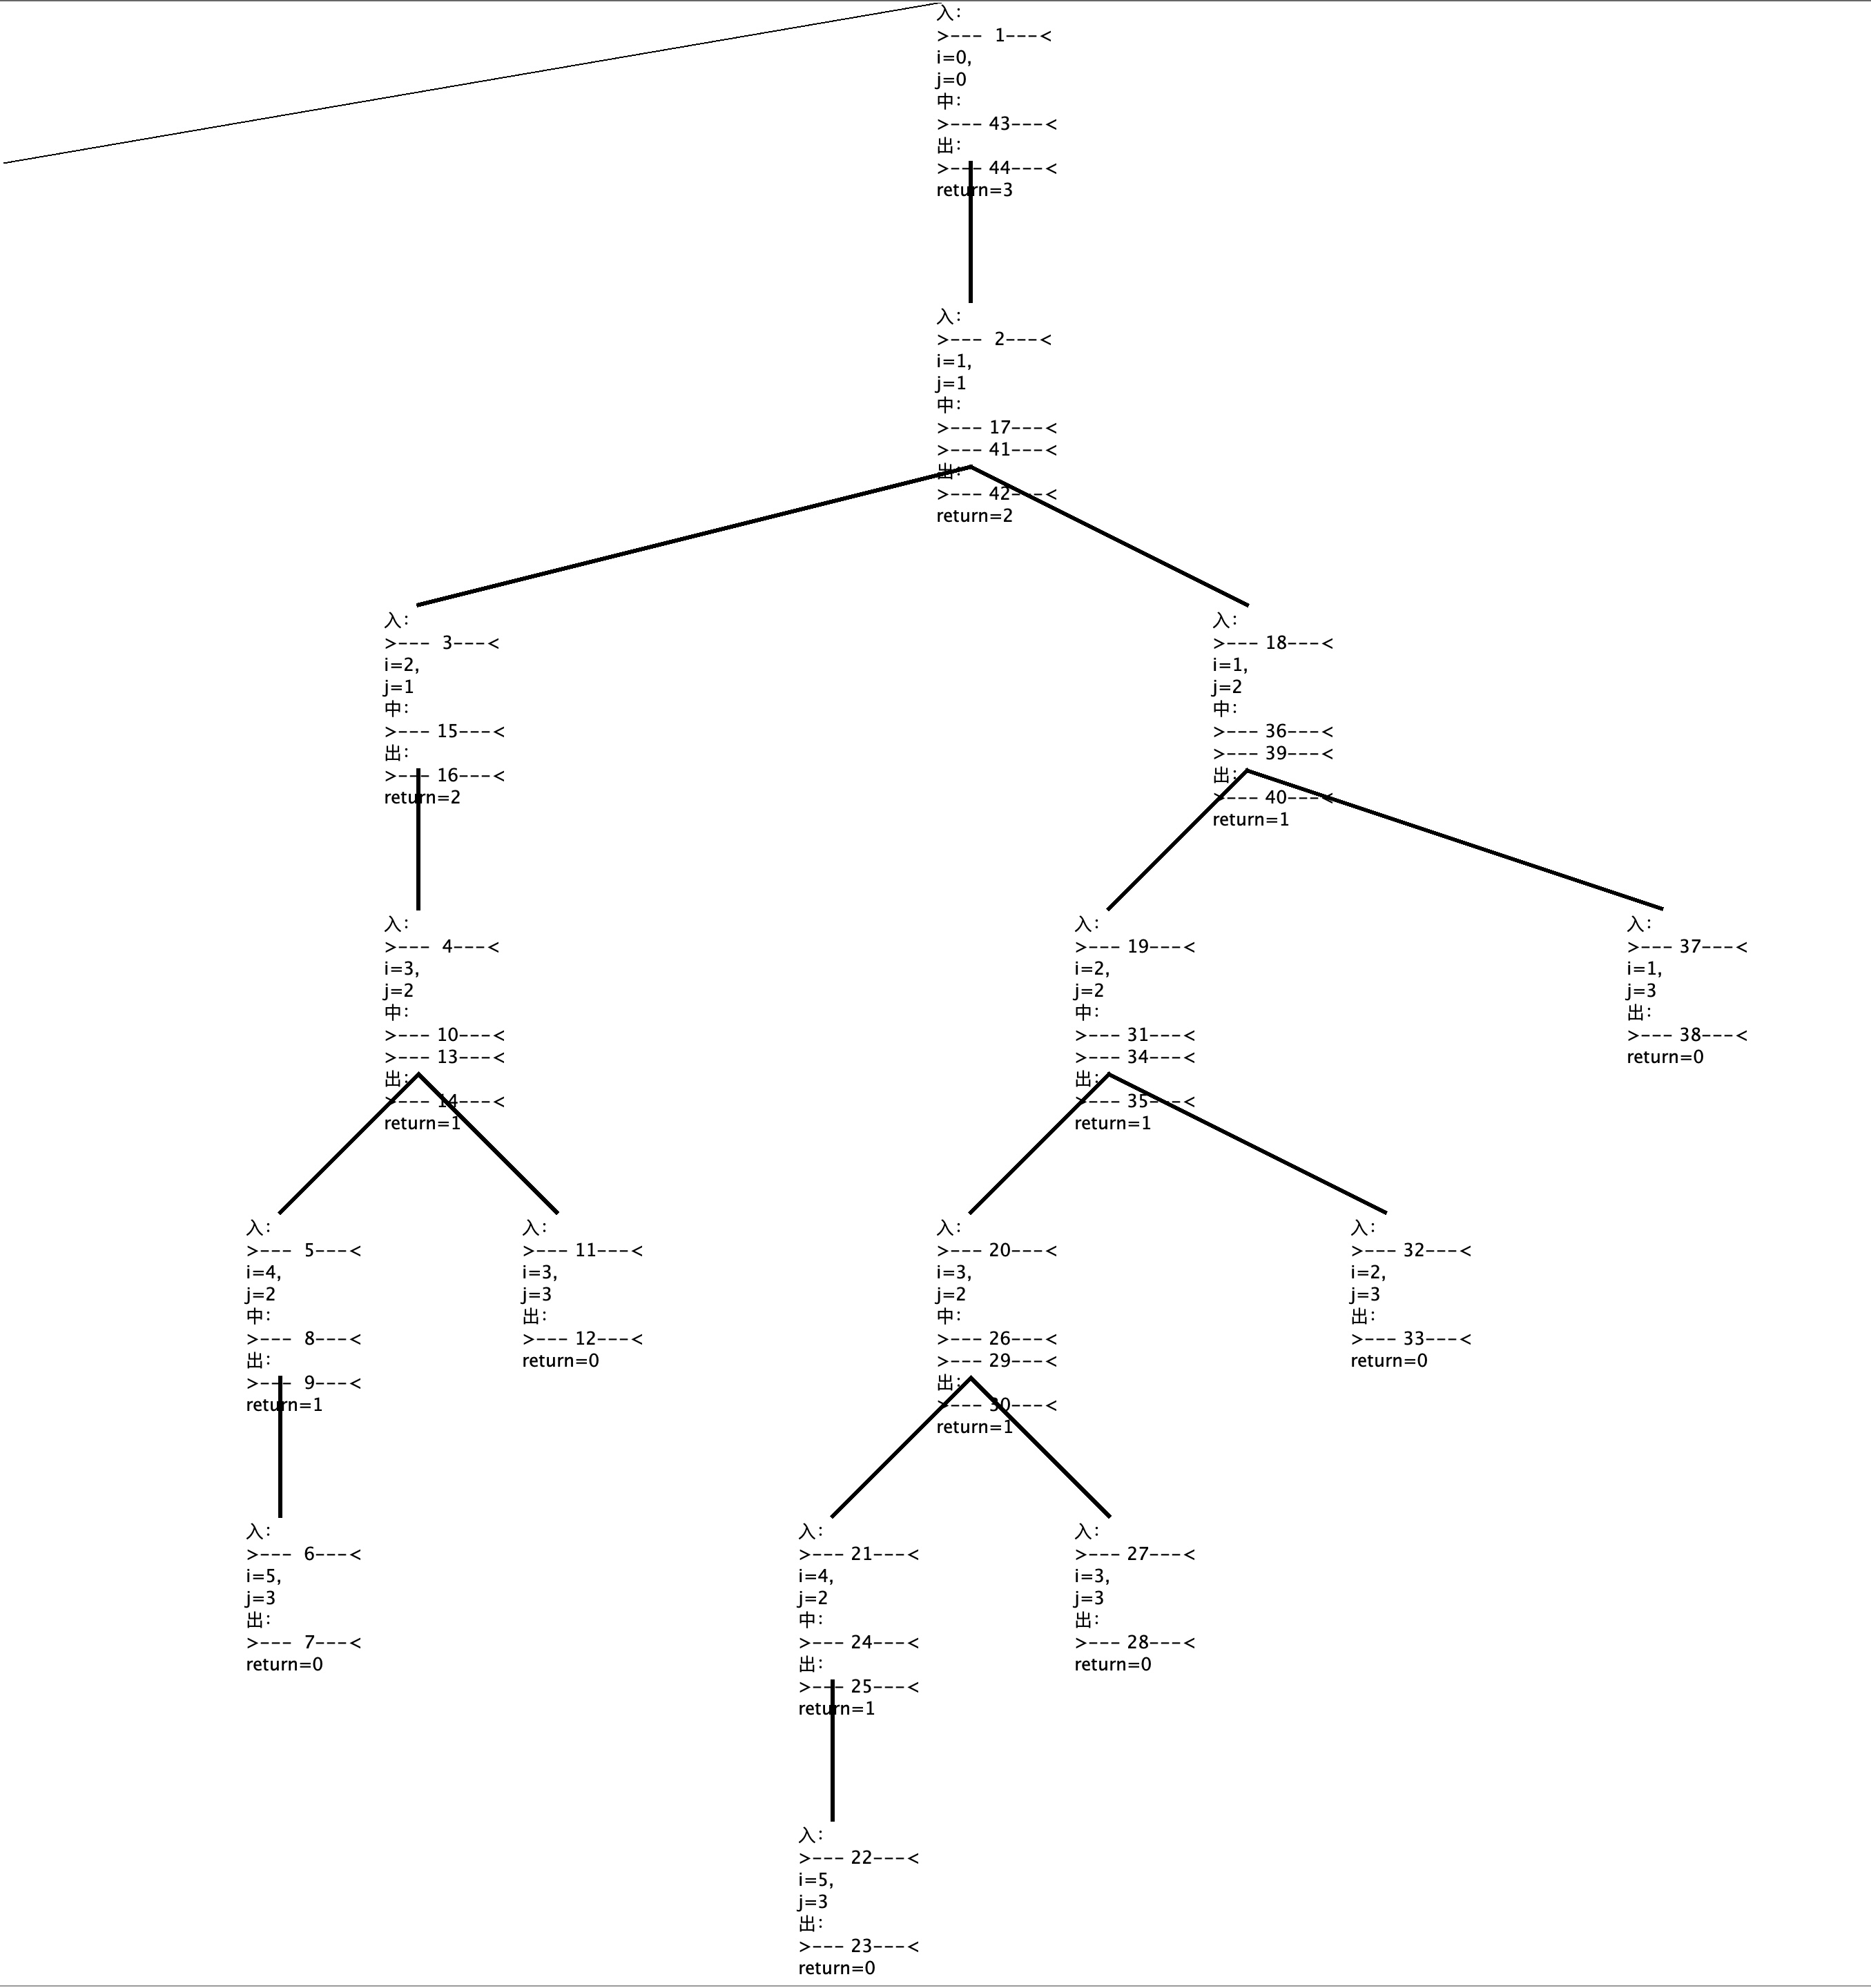 入:
>--- 1---<
i=0,
j=0
中:
>--- 43---<
出:
>--- 44---<
return=3
入:
>--- 2---<
i=1,
j=1
中:
>--- 17---<
>--- 41---<
出:
>--- 42---<
return=2
入:
>--- 3---<
i=2,
j=1
中:
>--- 15---<
出:
>--- 16---<
return=2
入:
>--- 18---<
i=1,
j=2
中:
>--- 36---<
>--- 39---<
出:
>--- 40---<
return=1
入:
>--- 4---<
i=3,
j=2
中:
>--- 10---<
>--- 13---<
出:
>--- 14---<
return=1
入:
>--- 19---<
i=2,
j=2
中:
>--- 31---<
>--- 34---<
出:
>--- 35---<
return=1
入:
>--- 37---<
i=1,
j=3
出:
>--- 38---<
return=0
入:
>--- 5---<
i=4,
j=2
中:
>--- 8---<
出:
>--- 9---<
return=1
入:
>--- 11---<
i=3,
j=3
出:
>--- 12---<
return=0
入:
>--- 20---<
i=3,
j=2
中:
>--- 26---<
>--- 29---<
出:
>--- 30---<
return=1
入:
>--- 32---<
i=2,
j=3
出:
>--- 33---<
return=0
入:
>--- 6---<
i=5,
j=3
出:
>--- 7---<
return=0
入:
>--- 21---<
i=4,
j=2
中:
>--- 24---<
出:
>--- 25---<
return=1
入:
>--- 27---<
i=3,
j=3
出:
>--- 28---<
return=0
入:
>--- 22---<
i=5,
j=3
出:
>--- 23---<
return=0